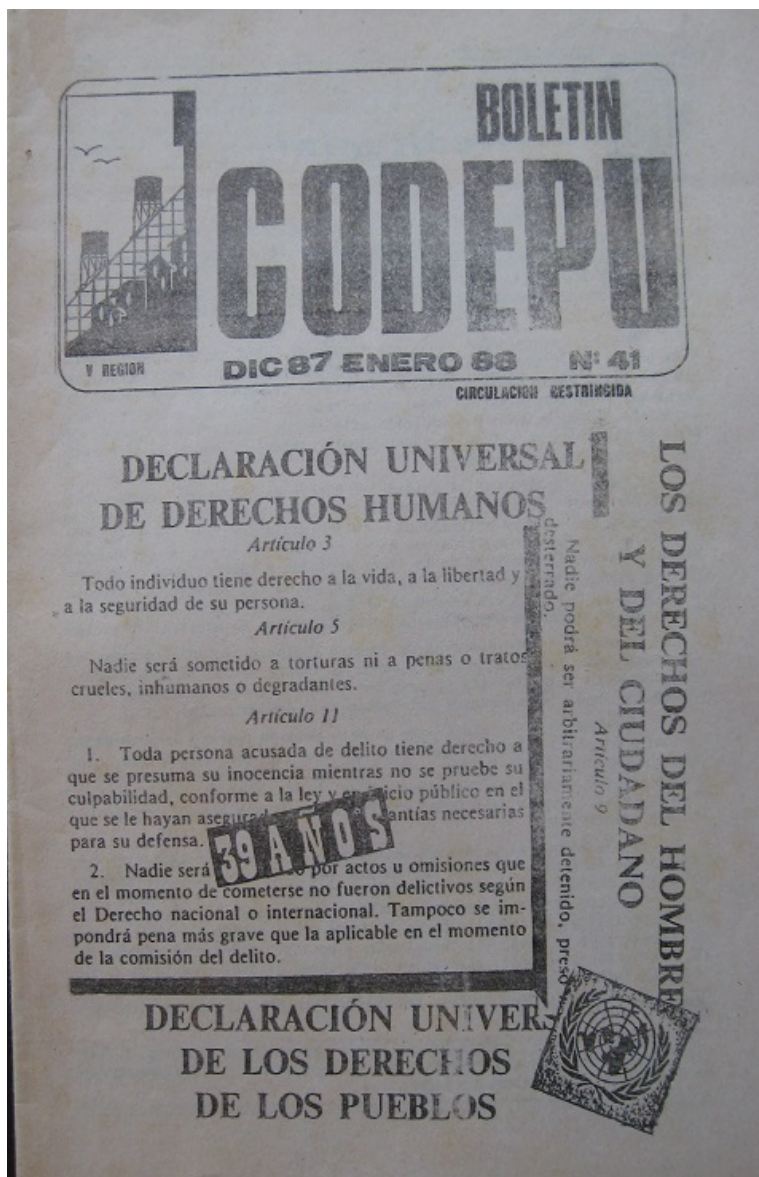 BOLETIN
CODEPU
V REGION
DIC 87 ENERO 88 Nº 41
CIRCULACION RESTRINGIDA
DECLARACIÓN UNIVERSAL
DE DERECHOS HUMANOS
Artículo 3
Todo individuo tiene derecho a la vida, a la libertad y
a la seguridad de su persona.
Artículo 5
Nadie será sometido a torturas ni a penas o tratos
crueles, inhumanos o degradantes.
Artículo 11
1. Toda persona acusada de delito tiene derecho a
que se presuma su inocencia mientras no se pruebe su
culpabilidad, conforme a la ley y en juicio público en el
que se le hayan asegurado antías necesarias
para su defensa.
39 AÑOS
2. Nadie será por actos u omisiones que
en el momento de cometerse no fueron delictivos según
el Derecho nacional o internacional. Tampoco se im-
pondrá pena más grave que la aplicable en el momento
de la comisión del delito.
LOS DERECHOS DEL HOMBRE
Y DEL CIUDADANO
Artículo 9
Nadie podrá ser arbitrariamente detenido, preso
desterrado.
DECLARACIÓN UNIVERS
DE LOS DERECHOS
DE LOS PUEBLOS